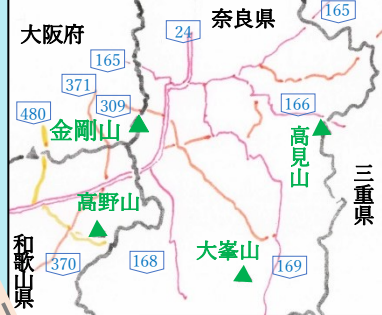 奈良県
165
大阪府
24
165
371
309
166
480
金剛山
高見山
三重県
高野山
和歌山県
大峯山
370
168
169